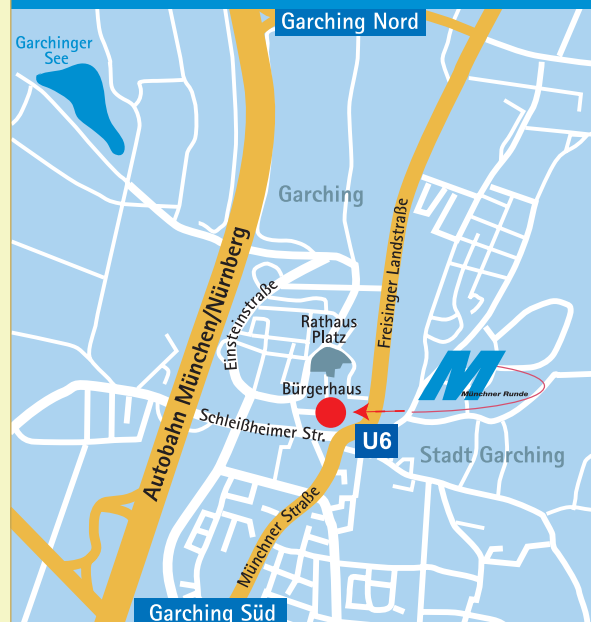 Garching Nord
Garchinger
See
Garching
Autobahn München/Nürnberg
Freisinger Landstraße
Einsteinstraße
Rathaus
Platz
Bürgerhaus
M
Münchner Runde
Schleißheimer Str.
U6
Stadt Garching
Münchner Straße
Garching Süd